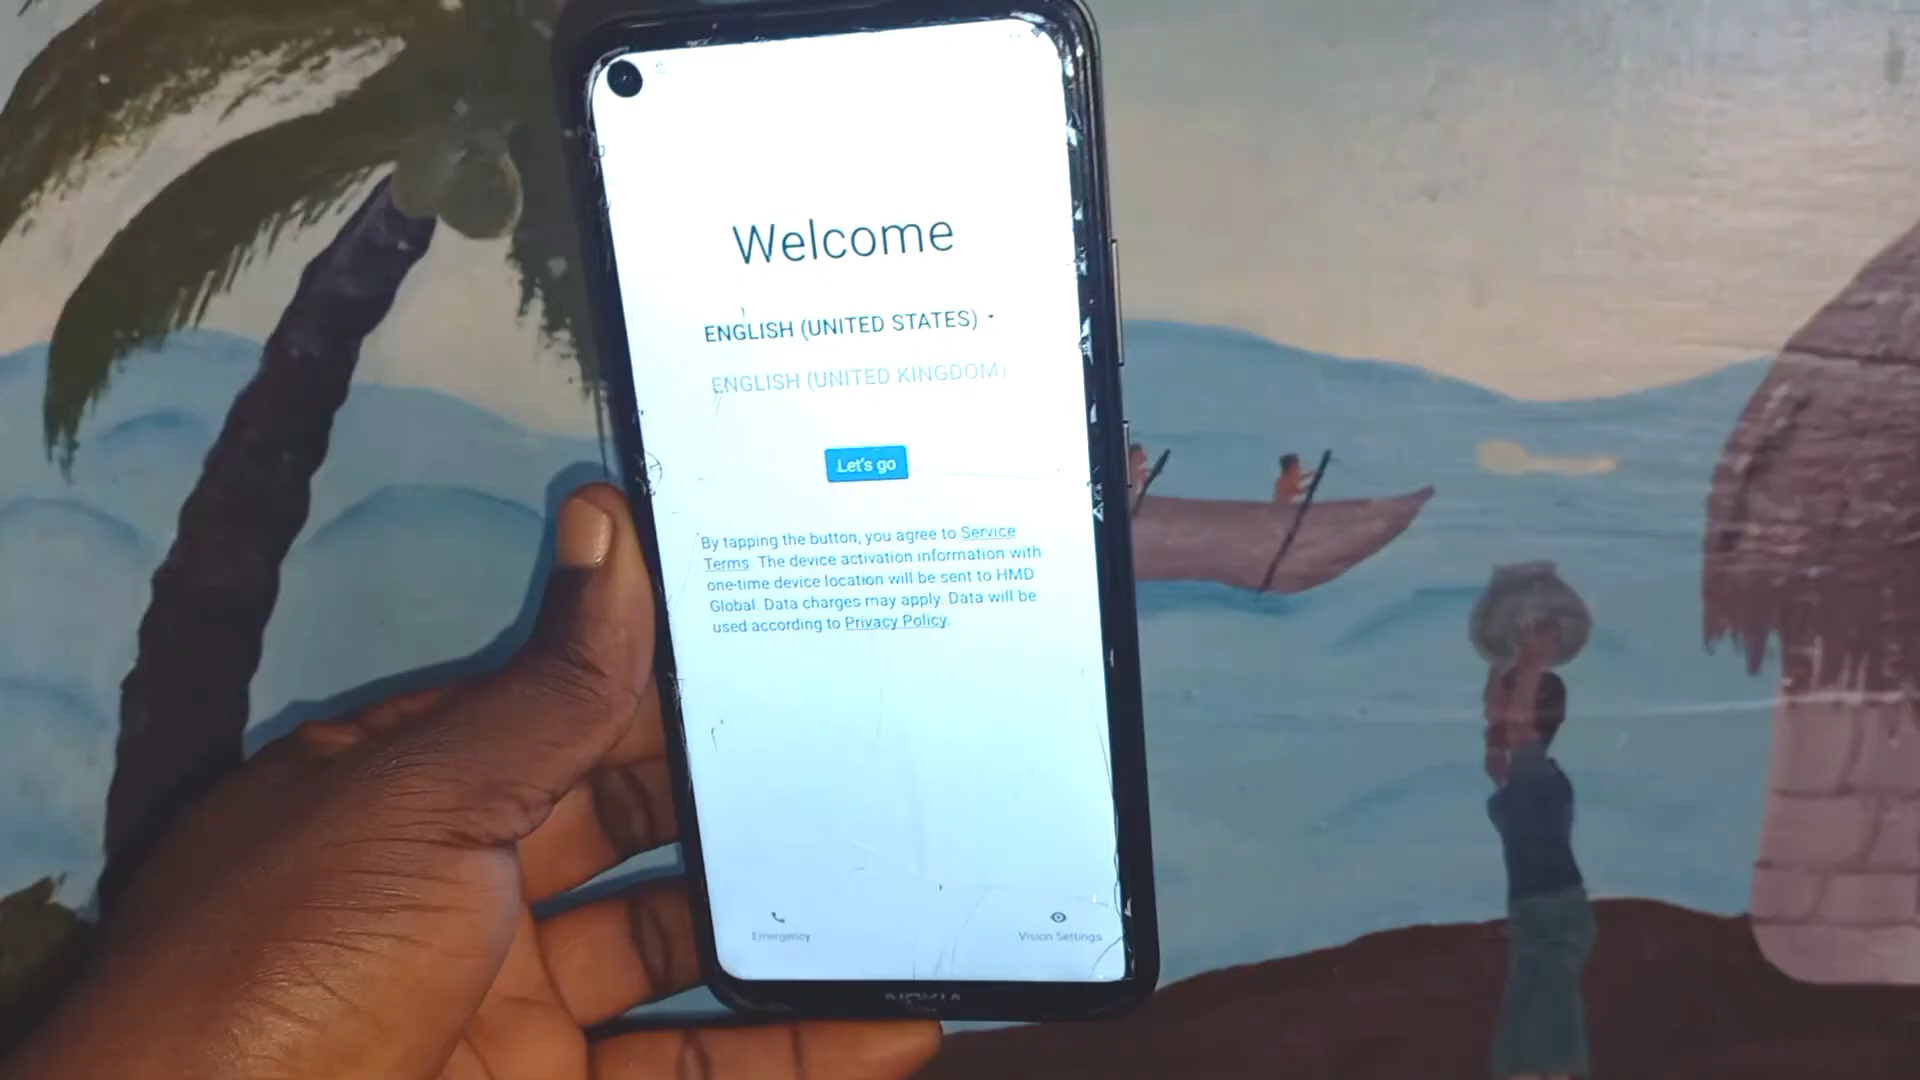 Welcome
ENGLISH (UNITED STATES)
ENGLISH (UNITED KINGDOM)
Let's go
By tapping the button, you agree to Service
Terms. The device activation information with
one-time device location will be sent to HMD
Global. Data charges may apply. Data will be
used according to Privacy Policy.
Emergency
Vision Settings
NOKIA